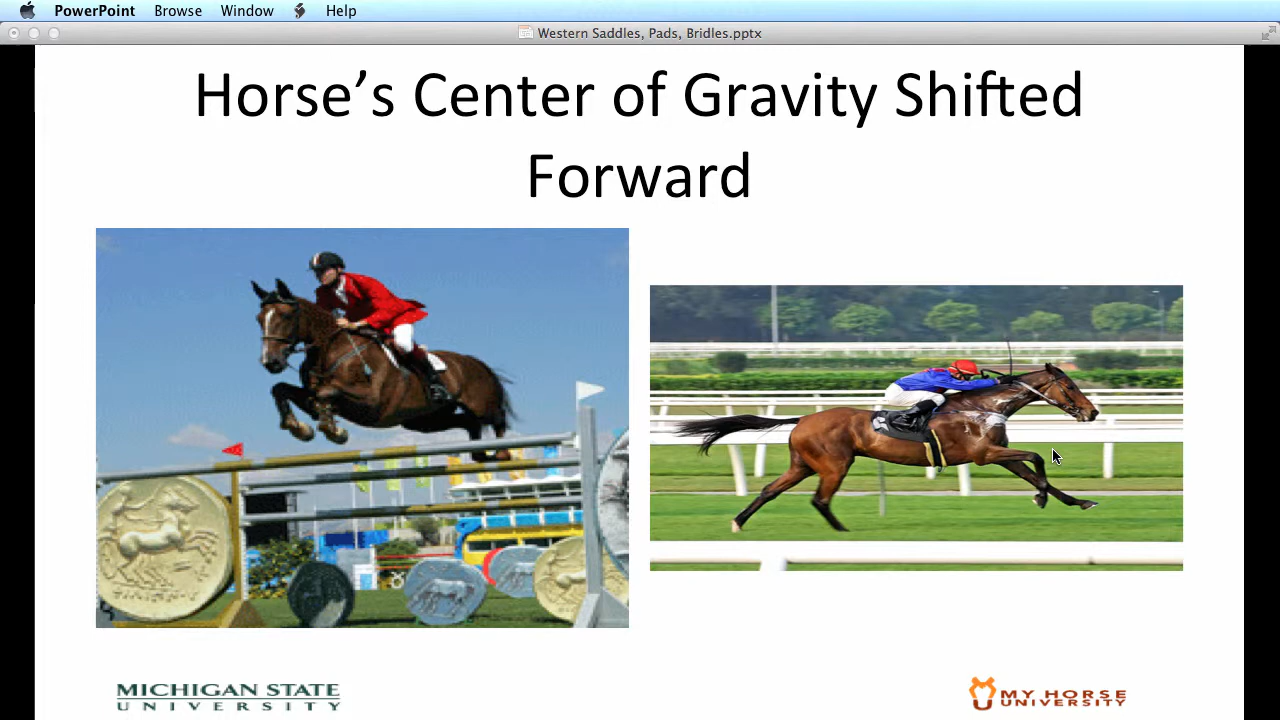 PowerPoint Browse Window Help
Western Saddles, Pads, Bridles.pptx
Horse's Center of Gravity Shifted
Forward
MICHIGAN STATE
UNIVERSITY
MY HORSE
UNIVERSITY